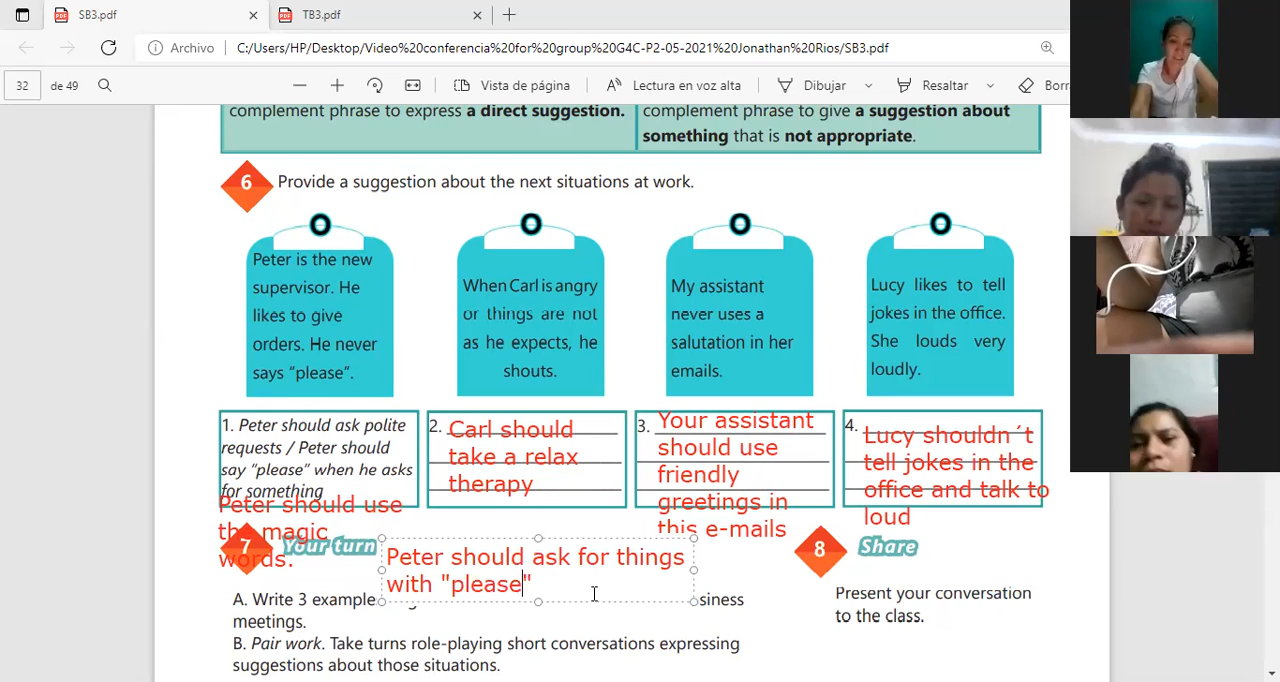 SB3.pdf
TB3.pdf
Archivo
C:/Users/HP/Desktop/Video%20conferencia%20for%20group%20G4C-P2-05-2021%20Jonathan%20Rios/SB3.pdf
32
de 49
Vista de página
Lectura en voz alta
Dibujar
Resaltar
Borra
complement phrase to express a direct suggestion.
complement phrase to give a suggestion about
something that is not appropriate.
6 Provide a suggestion about the next situations at work.
Peter is the new
supervisor. He
likes to give
orders. He never
says "please".
When Carl is angry
or things are not
as he expects, he
shouts.
My assistant
never uses a
salutation in her
emails.
Lucy likes to tell
jokes in the office.
She louds very
loudly.
1. Peter should ask polite
requests / Peter should
say "please" when he asks
for something
Peter should use
the magic
words.
2. Carl should
take a relax
therapy
3. Your assistant
should use
friendly
greetings in
this e-mails
4. Lucy shouldn´t
tell jokes in the
office and talk to
loud
7 Your turn
Peter should ask for things
with "please"
A. Write 3 example
siness
meetings.
B. Pair work. Take turns role-playing short conversations expressing
suggestions about those situations.
8 Share
Present your conversation
to the class.